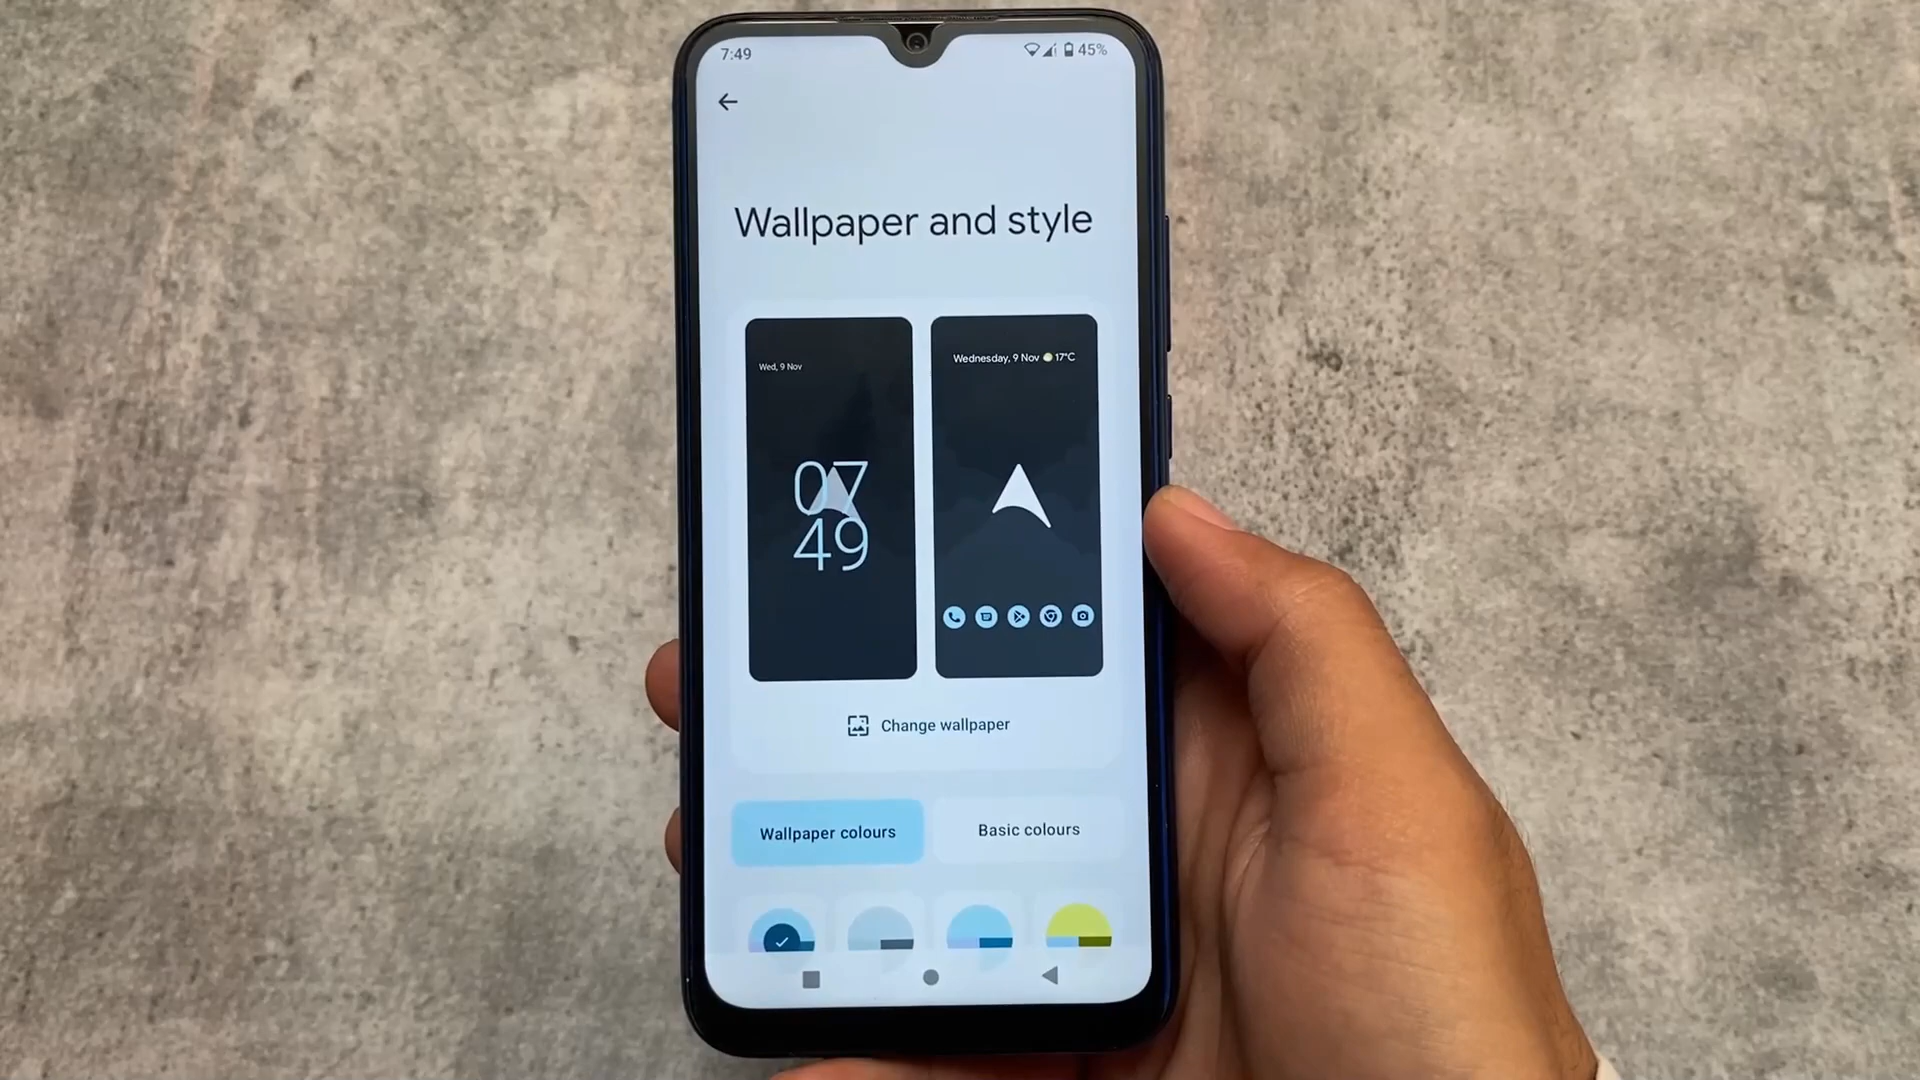 7:49
45%
Wallpaper and style
Wed, 9 Nov
07
49
Wednesday, 9 Nov 17°C
Change wallpaper
Wallpaper colours
Basic colours